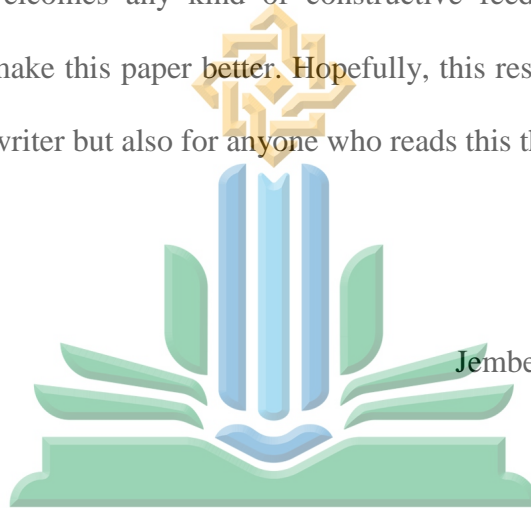 welcomes any kind of constructive feed
make this paper better. Hopefully, this res
writer but also for anyone who reads this th
Jembe